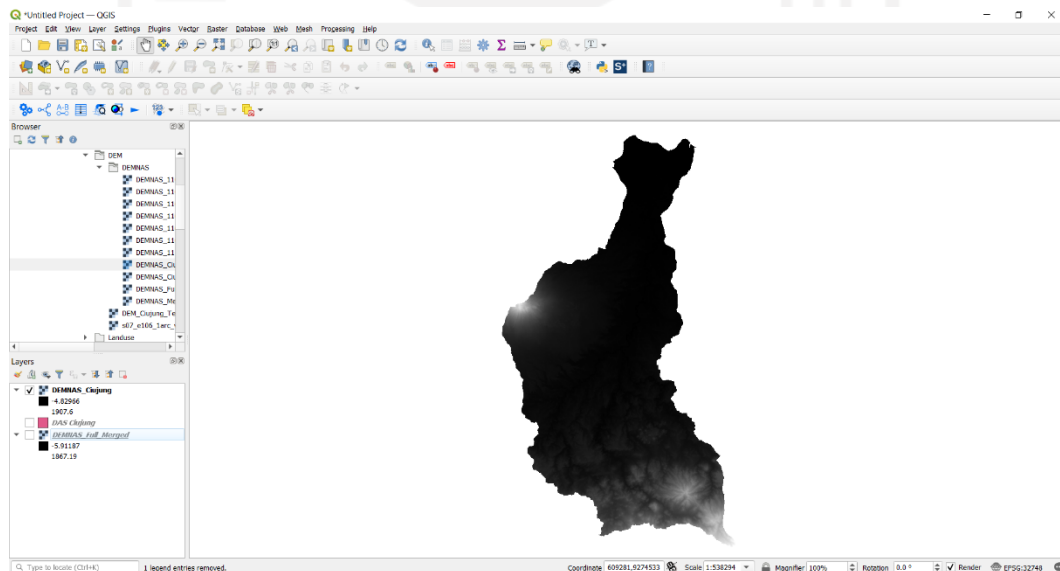 *Untitled Project — QGIS
Project Edit View Layer Settings Plugins Vector Raster Database Web Mesh Processing Help
Browser
DEM
DEMNAS
DEMNAS_11
DEMNAS_11
DEMNAS_11
DEMNAS_11
DEMNAS_11
DEMNAS_11
DEMNAS_11
DEMNAS_Ciu
DEMNAS_Ciu
DEMNAS_Fu
DEMNAS_Me
DEM_Ciujung_Te
s07_e106_1arc_v
Landuse
Layers
DEMNAS_Ciujung
-4.82966
1907.6
DAS Ciujung
DEMNAS_Full_Merged
-5.91187
1867.19
Type to locate (Ctrl+K) 1 legend entries removed. Coordinate 609281,9274533 Scale 1:538294 Magnifier 100% Rotation 0.0 ° Render EPSG:32748